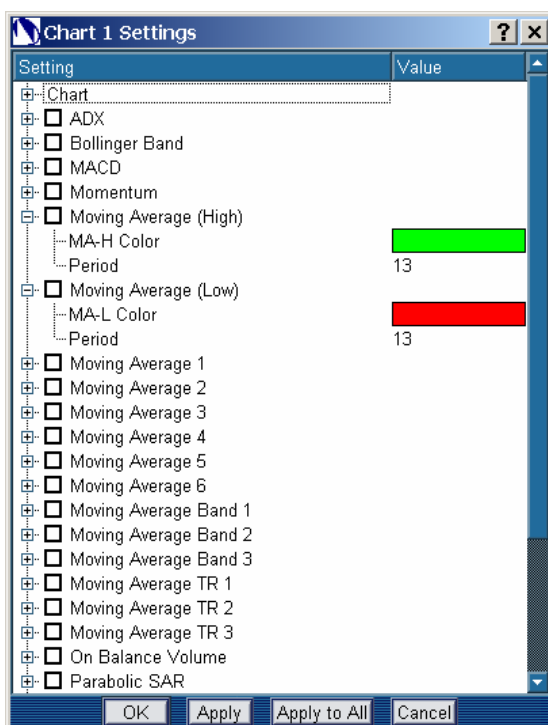 Chart 1 Settings
Setting Value
Chart
ADX
Bollinger Band
MACD
Momentum
Moving Average (High)
MA-H Color
Period 13
Moving Average (Low)
MA-L Color
Period 13
Moving Average 1
Moving Average 2
Moving Average 3
Moving Average 4
Moving Average 5
Moving Average 6
Moving Average Band 1
Moving Average Band 2
Moving Average Band 3
Moving Average TR 1
Moving Average TR 2
Moving Average TR 3
On Balance Volume
Parabolic SAR
OK Apply Apply to All Cancel